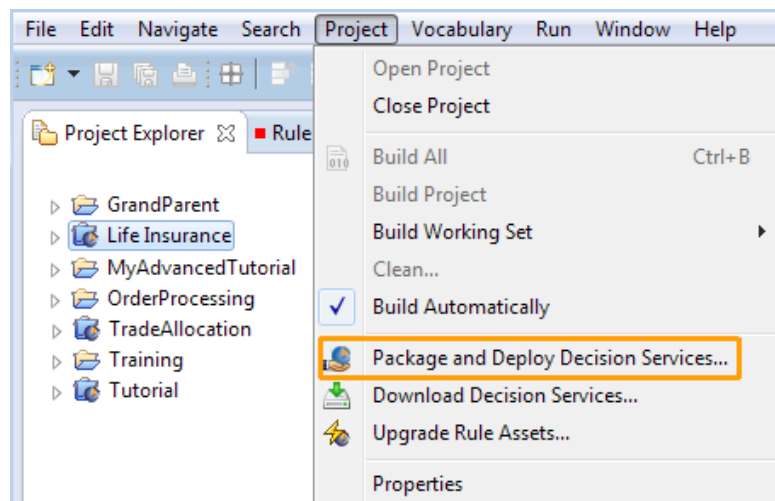 File Edit Navigate Search Project Vocabulary Run Window Help
Open Project
Close Project
Project Explorer Rule
Build All Ctrl+B
Build Project
GrandParent
Life Insurance
Build Working Set
MyAdvancedTutorial
Clean...
OrderProcessing
Build Automatically
TradeAllocation
Training
Package and Deploy Decision Services...
Tutorial
Download Decision Services...
Upgrade Rule Assets...
Properties